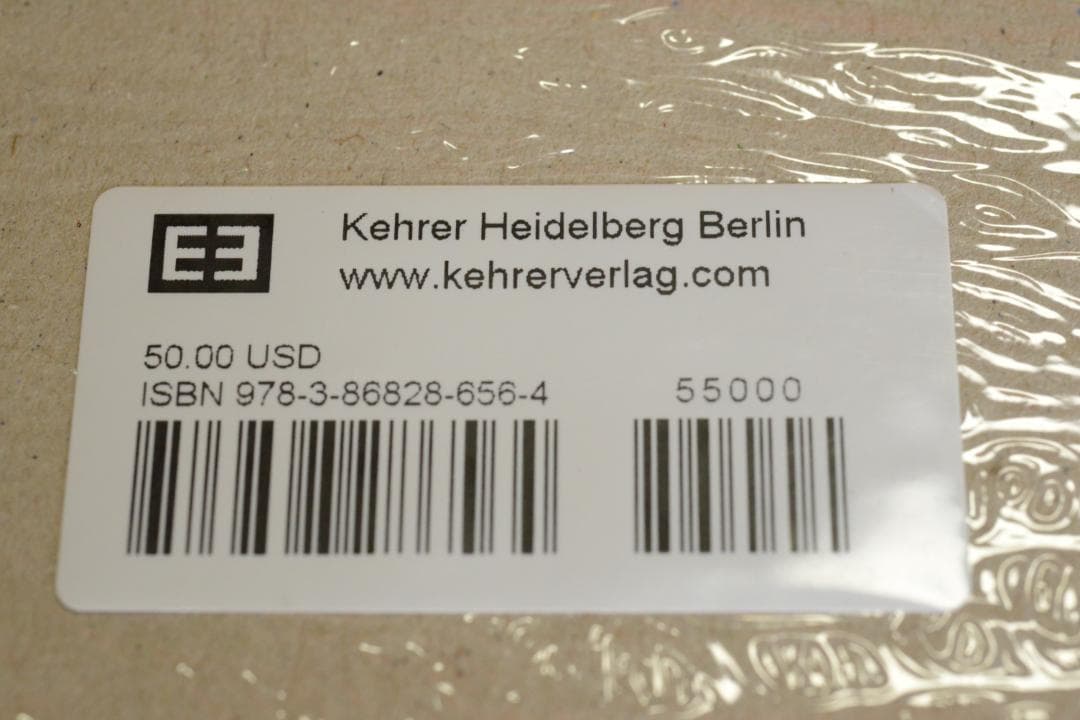 Kehrer Heidelberg Berlin
www.kehrerverlag.com
50.00 USD
ISBN 978-3-86828-656-4
55000